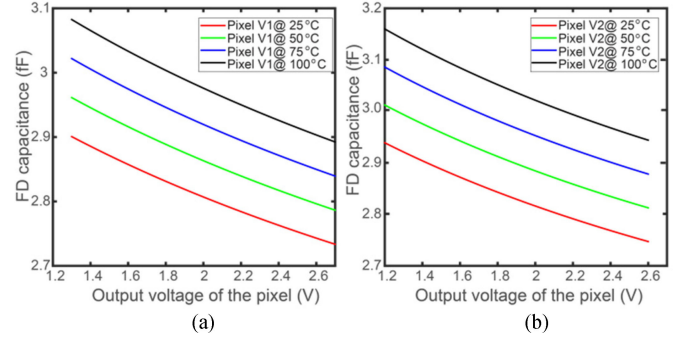 FD capacitance (fF)
3.1
3
2.9
2.8
2.7
1.2 1.4 1.6 1.8 2 2.2 2.4 2.6
Output voltage of the pixel (V)
Pixel V1@ 25°C
Pixel V1@ 50°C
Pixel V1@ 75°C
Pixel V1@ 100°C
(a)
FD capacitance (fF)
3.2
3.1
3.0
2.9
2.8
2.7
1.2 1.4 1.6 1.8 2 2.2 2.4 2.6
Output voltage of the pixel (V)
Pixel V2@ 25°C
Pixel V2@ 50°C
Pixel V2@ 75°C
Pixel V2@ 100°C
(b)